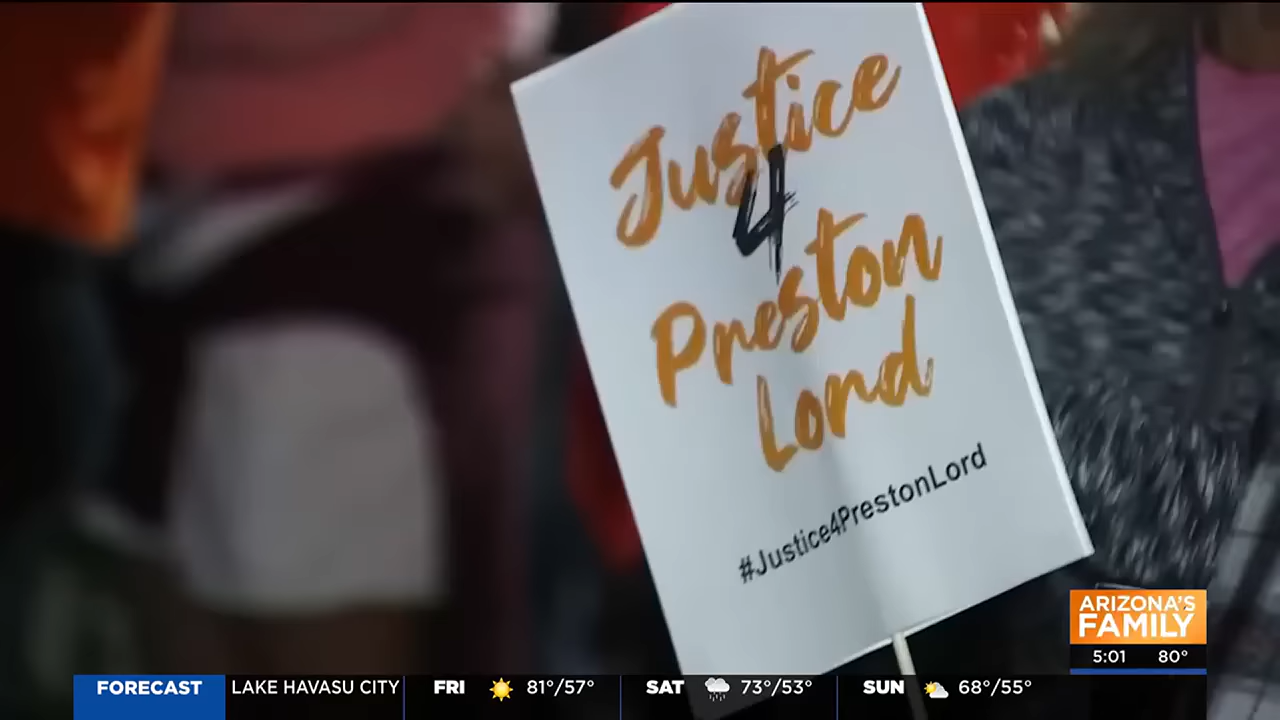 Justice
4
Preston
Lord
#Justice4PrestonLord
ARIZONA'S
FAMILY
5:01 80°
FORECAST LAKE HAVASU CITY FRI 81°/57° SAT 73°/53° SUN 68°/55°